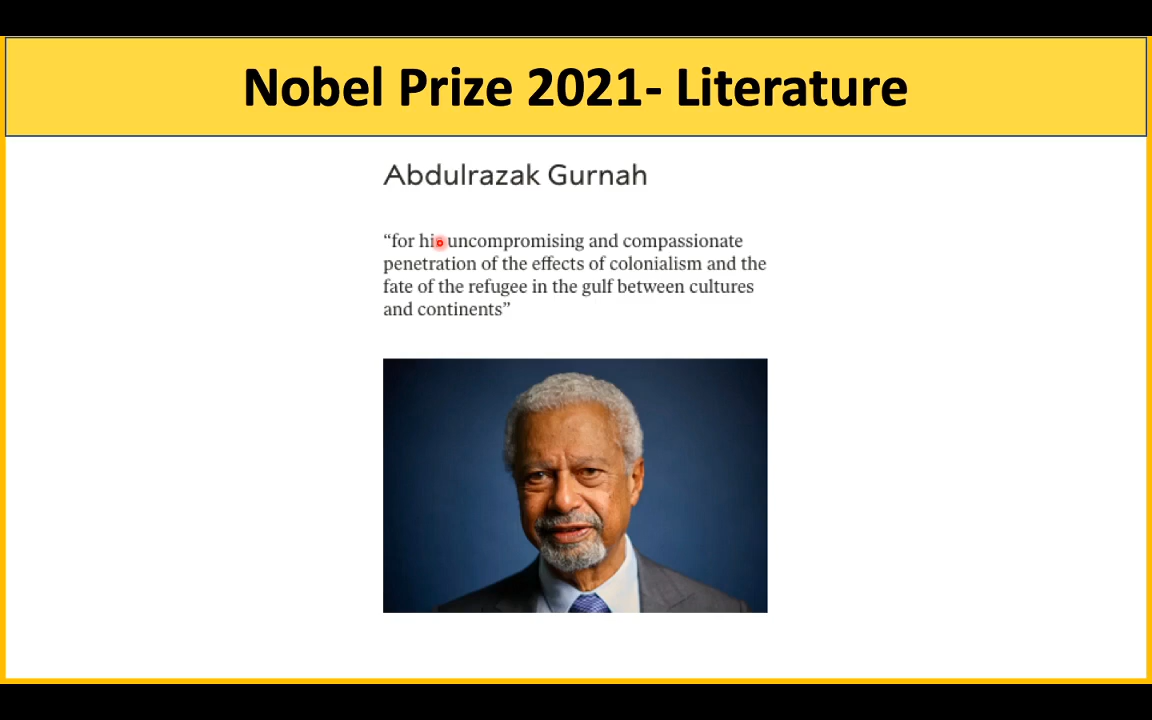 Nobel Prize 2021- Literature
Abdulrazak Gurnah
“for his uncompromising and compassionate
penetration of the effects of colonialism and the
fate of the refugee in the gulf between cultures
and continents”